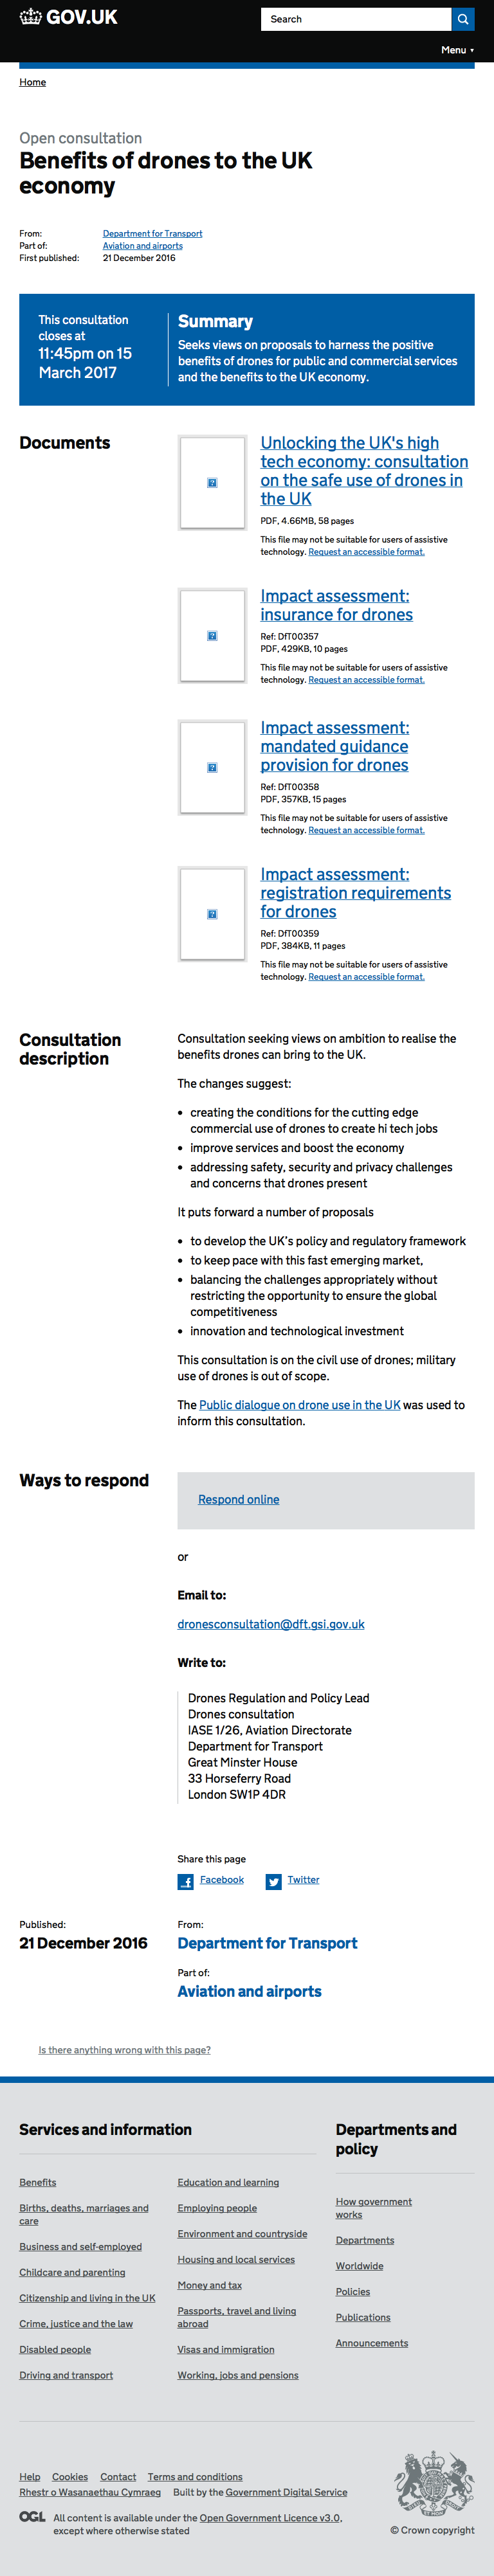 GOV.UK
Search
Menu ▾
Home
Open consultation
Benefits of drones to the UK
economy
From: Department for Transport
Part of: Aviation and airports
First published: 21 December 2016
This consultation
closes at
11:45pm on 15
March 2017
Summary
Seeks views on proposals to harness the positive
benefits of drones for public and commercial services
and the benefits to the UK economy.
Documents
Unlocking the UK's high
tech economy: consultation
on the safe use of drones in
the UK
PDF, 4.66MB, 58 pages
This file may not be suitable for users of assistive
technology. Request an accessible format.
Impact assessment:
insurance for drones
Ref: DfT00357
PDF, 429KB, 10 pages
This file may not be suitable for users of assistive
technology. Request an accessible format.
Impact assessment:
mandated guidance
provision for drones
Ref: DfT00358
PDF, 357KB, 15 pages
This file may not be suitable for users of assistive
technology. Request an accessible format.
Impact assessment:
registration requirements
for drones
Ref: DfT00359
PDF, 384KB, 11 pages
This file may not be suitable for users of assistive
technology. Request an accessible format.
Consultation
description
Consultation seeking views on ambition to realise the
benefits drones can bring to the UK.
The changes suggest:
• creating the conditions for the cutting edge
commercial use of drones to create hi tech jobs
• improve services and boost the economy
• addressing safety, security and privacy challenges
and concerns that drones present
It puts forward a number of proposals
• to develop the UK's policy and regulatory framework
• to keep pace with this fast emerging market,
• balancing the challenges appropriately without
restricting the opportunity to ensure the global
competitiveness
• innovation and technological investment
This consultation is on the civil use of drones; military
use of drones is out of scope.
The Public dialogue on drone use in the UK was used to
inform this consultation.
Ways to respond
Respond online
or
Email to:
dronesconsultation@dft.gsi.gov.uk
Write to:
Drones Regulation and Policy Lead
Drones consultation
IASE 1/26, Aviation Directorate
Department for Transport
Great Minster House
33 Horseferry Road
London SW1P 4DR
Share this page
Facebook Twitter
Published:
21 December 2016
From:
Department for Transport
Part of:
Aviation and airports
Is there anything wrong with this page?
Services and information
Benefits
Births, deaths, marriages and
care
Business and self-employed
Childcare and parenting
Citizenship and living in the UK
Crime, justice and the law
Disabled people
Driving and transport
Education and learning
Employing people
Environment and countryside
Housing and local services
Money and tax
Passports, travel and living
abroad
Visas and immigration
Working, jobs and pensions
Departments and
policy
How government
works
Departments
Worldwide
Policies
Publications
Announcements
Help Cookies Contact Terms and conditions
Rhestr o Wasanaethau Cymraeg Built by the Government Digital Service
OGL All content is available under the Open Government Licence v3.0,
except where otherwise stated
© Crown copyright